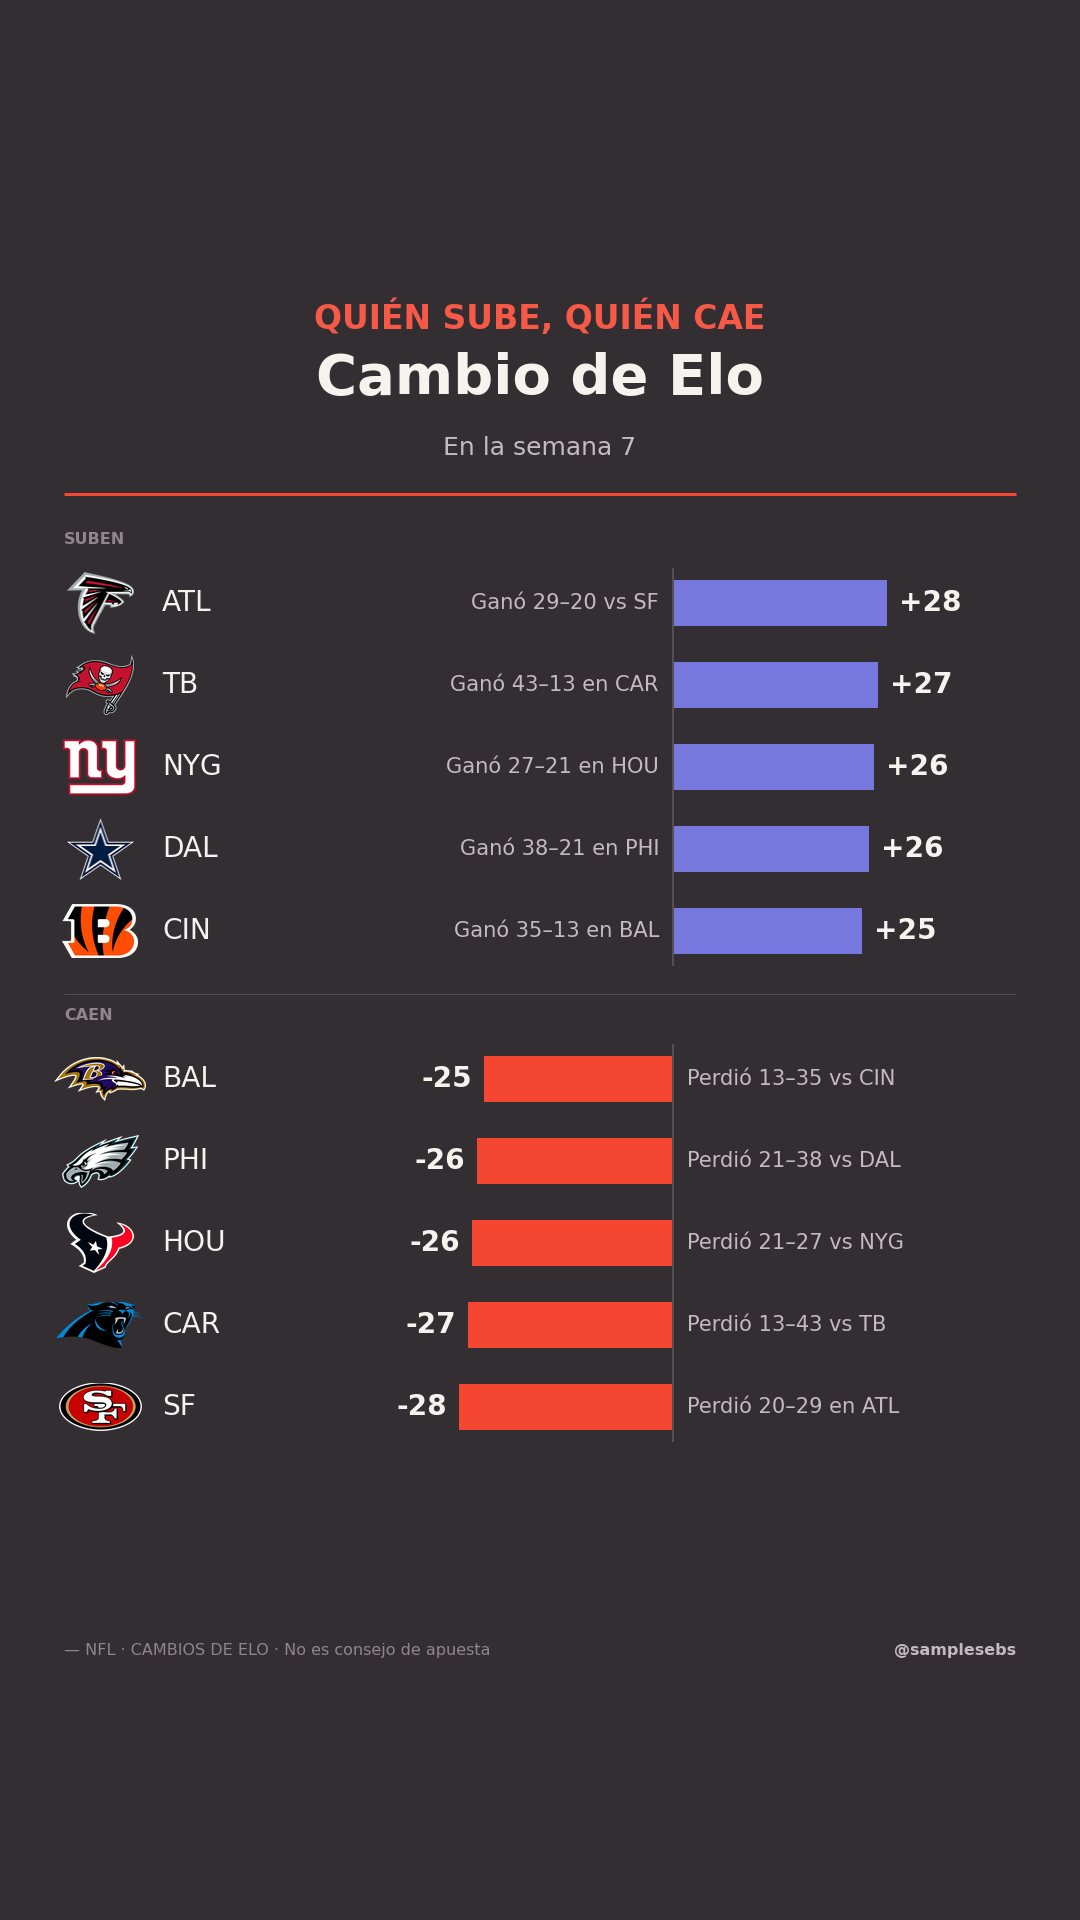 QUIÉN SUBE, QUIÉN CAE
Cambio de Elo
En la semana 7
SUBEN
ATL Ganó 29–20 vs SF +28
TB Ganó 43–13 en CAR +27
ny NYG Ganó 27–21 en HOU +26
DAL Ganó 38–21 en PHI +26
B CIN Ganó 35–13 en BAL +25
CAEN
B BAL -25 Perdió 13–35 vs CIN
PHI -26 Perdió 21–38 vs DAL
HOU -26 Perdió 21–27 vs NYG
CAR -27 Perdió 13–43 vs TB
SF SF -28 Perdió 20–29 en ATL
— NFL · CAMBIOS DE ELO · No es consejo de apuesta @samplesebs